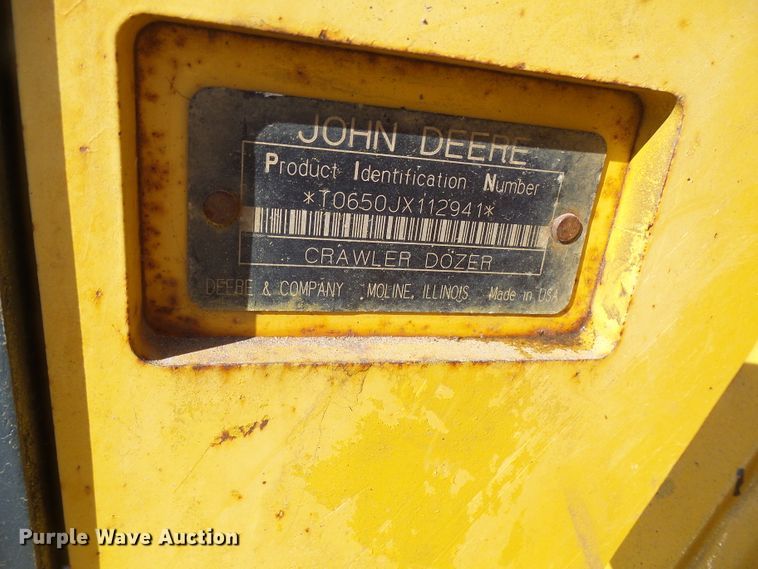 JOHN DEERE
Product Identification Number
*T0650JX112941*
CRAWLER DOZER
DEERE & COMPANY MOLINE, ILLINOIS Made in USA
Purple Wave Auction